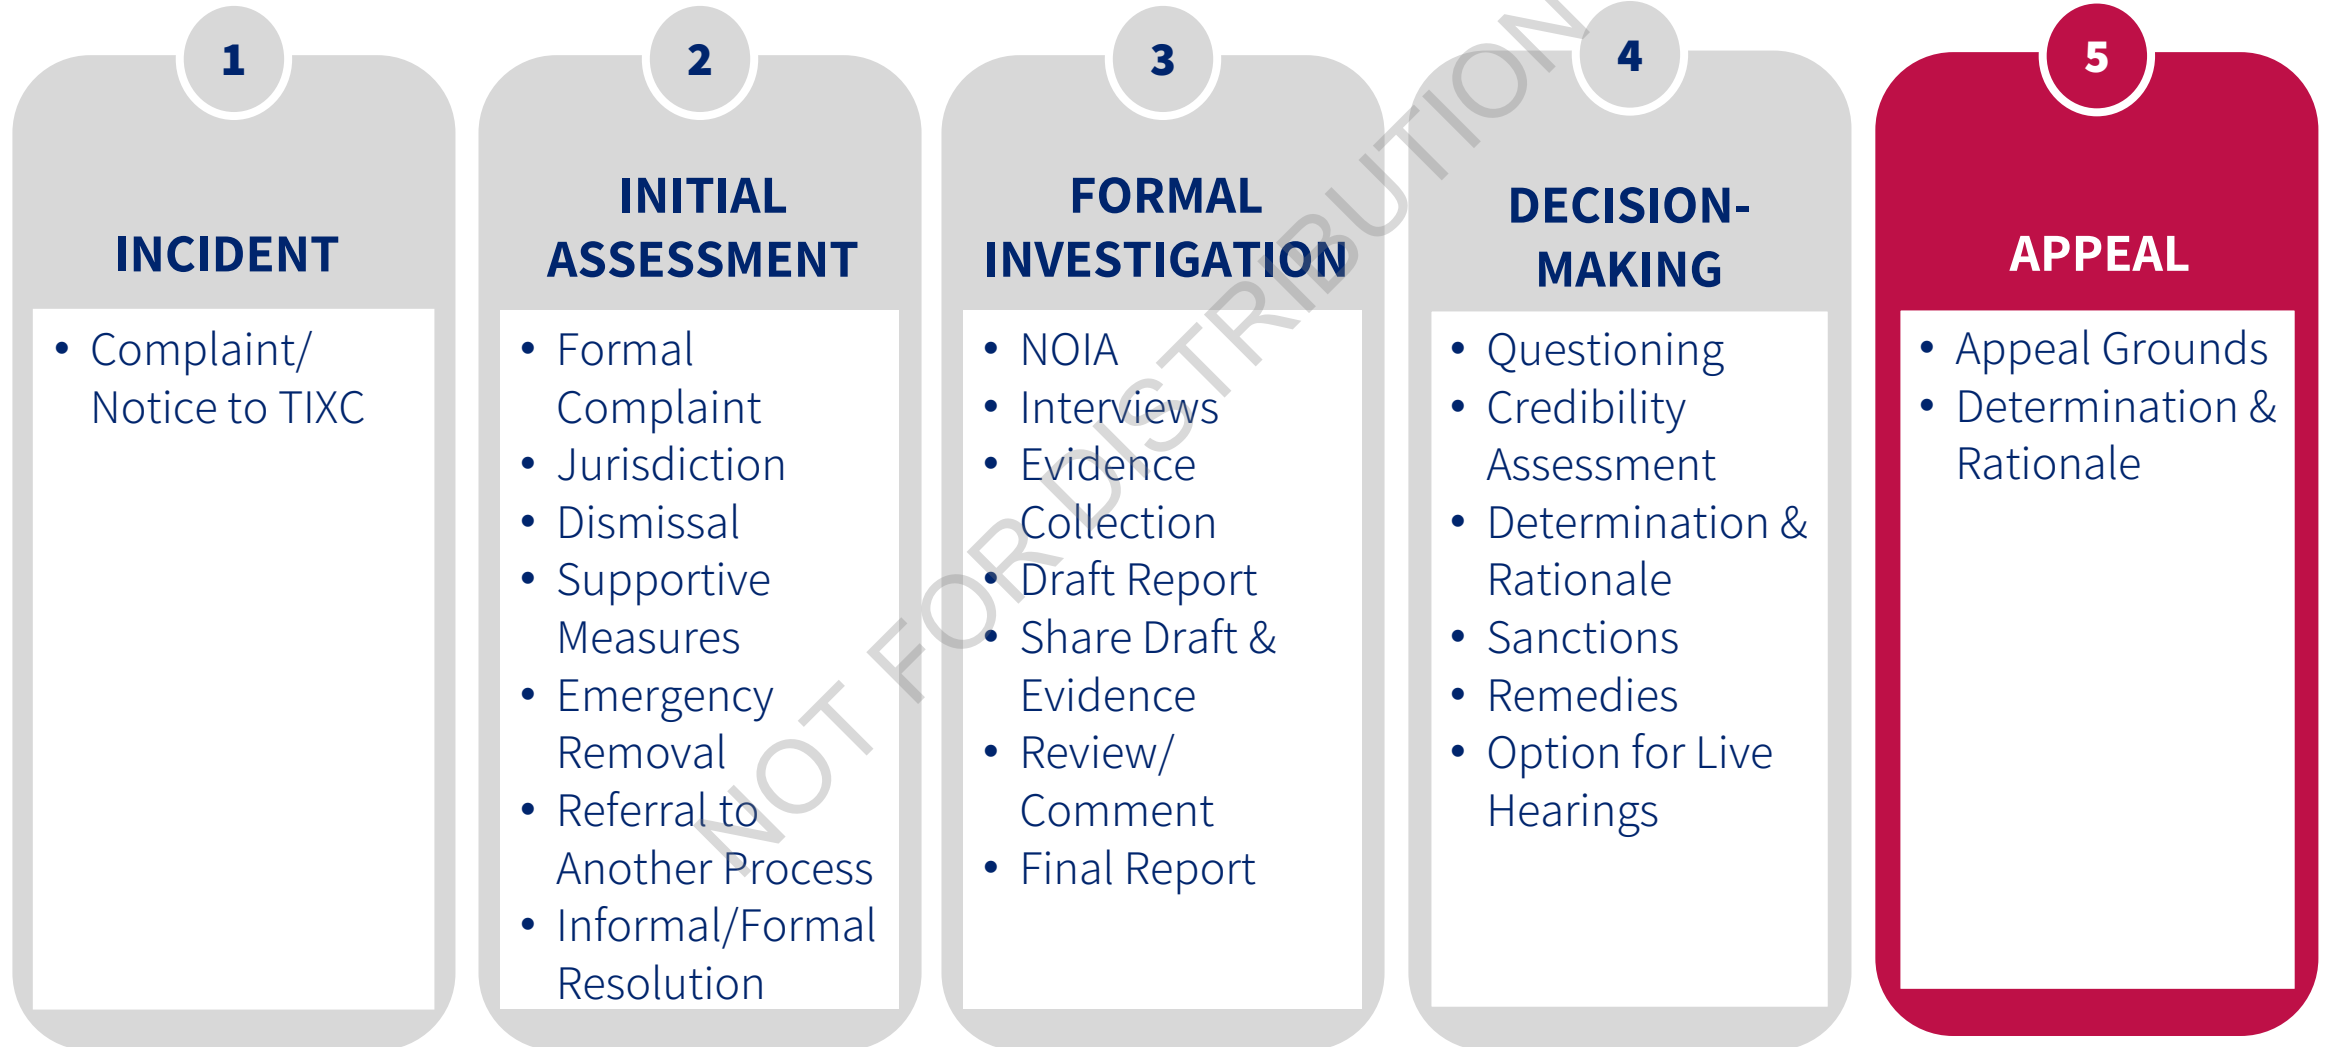 1
INCIDENT
• Complaint/
Notice to TIXC
2
INITIAL
ASSESSMENT
• Formal
Complaint
• Jurisdiction
• Dismissal
• Supportive
Measures
• Emergency
Removal
• Referral to
Another Process
• Informal/Formal
Resolution
3
FORMAL
INVESTIGATION
• NOIA
• Interviews
• Evidence
Collection
• Draft Report
• Share Draft &
Evidence
• Review/
Comment
• Final Report
4
DECISION-
MAKING
• Questioning
• Credibility
Assessment
• Determination &
Rationale
• Sanctions
• Remedies
• Option for Live
Hearings
5
APPEAL
• Appeal Grounds
• Determination &
Rationale
NOT FOR DISTRIBUTION